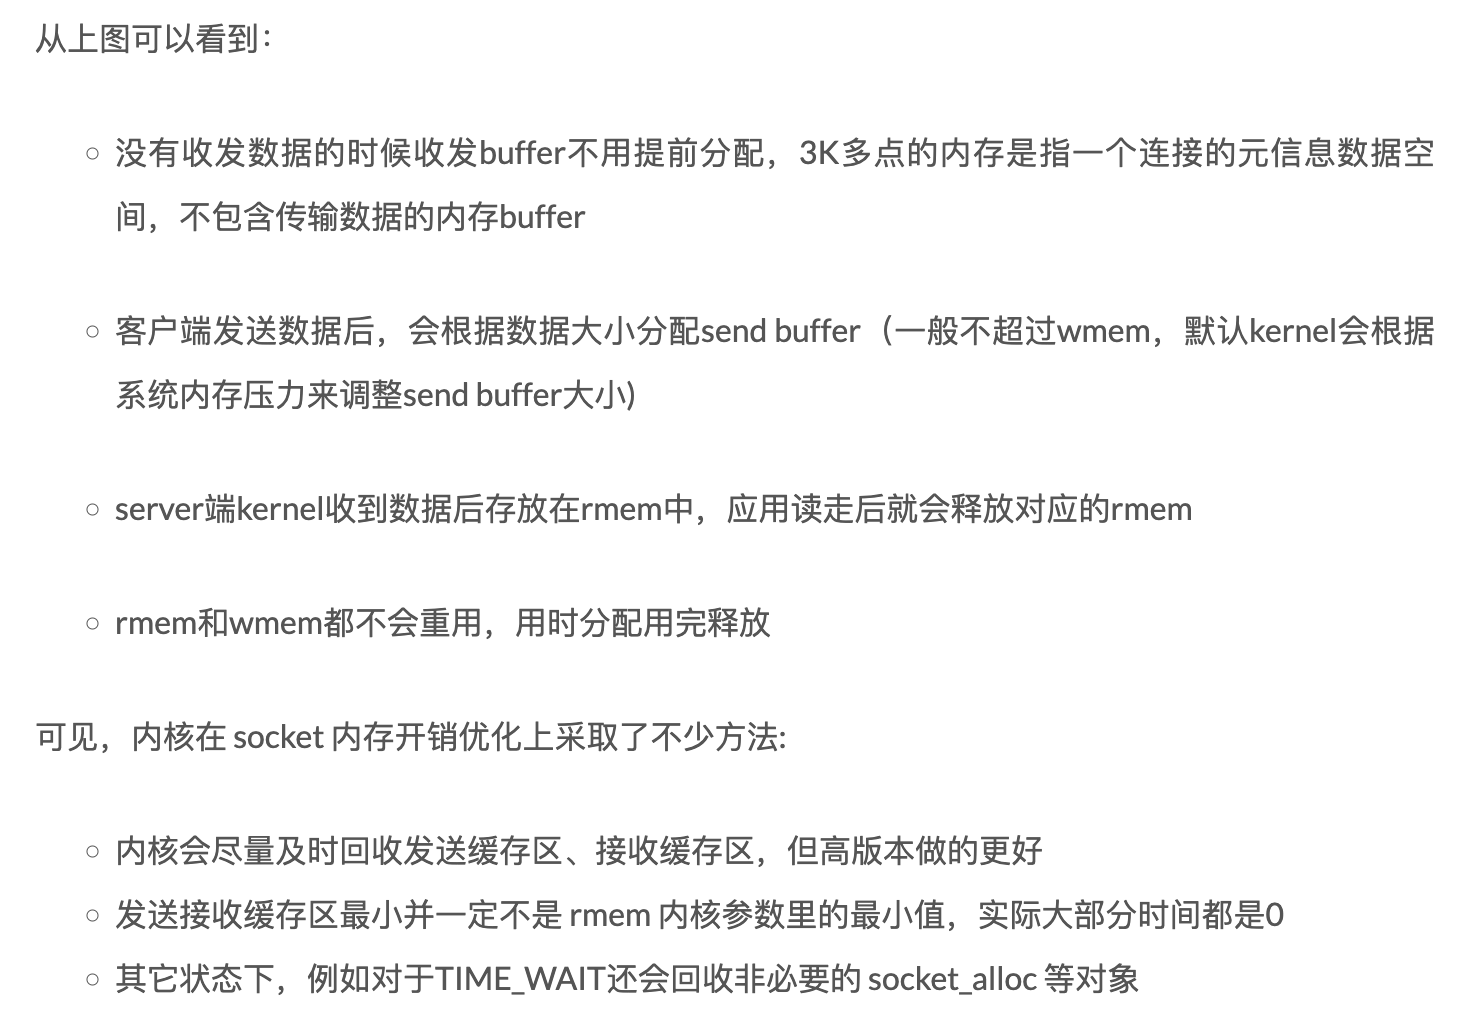 从上图可以看到：
没有收发数据的时候收发buffer不用提前分配，3K多点的内存是指一个连接的元信息数据空
间，不包含传输数据的内存buffer
客户端发送数据后，会根据数据大小分配send buffer（一般不超过wmem，默认kernel会根据
系统内存压力来调整send buffer大小)
server端kernel收到数据后存放在rmem中，应用读走后就会释放对应的rmem
rmem和wmem都不会重用，用时分配用完释放
可见，内核在 socket 内存开销优化上采取了不少方法:
内核会尽量及时回收发送缓存区、接收缓存区，但高版本做的更好
发送接收缓存区最小并一定不是 rmem 内核参数里的最小值，实际大部分时间都是0
其它状态下，例如对于TIME_WAIT还会回收非必要的 socket_alloc 等对象